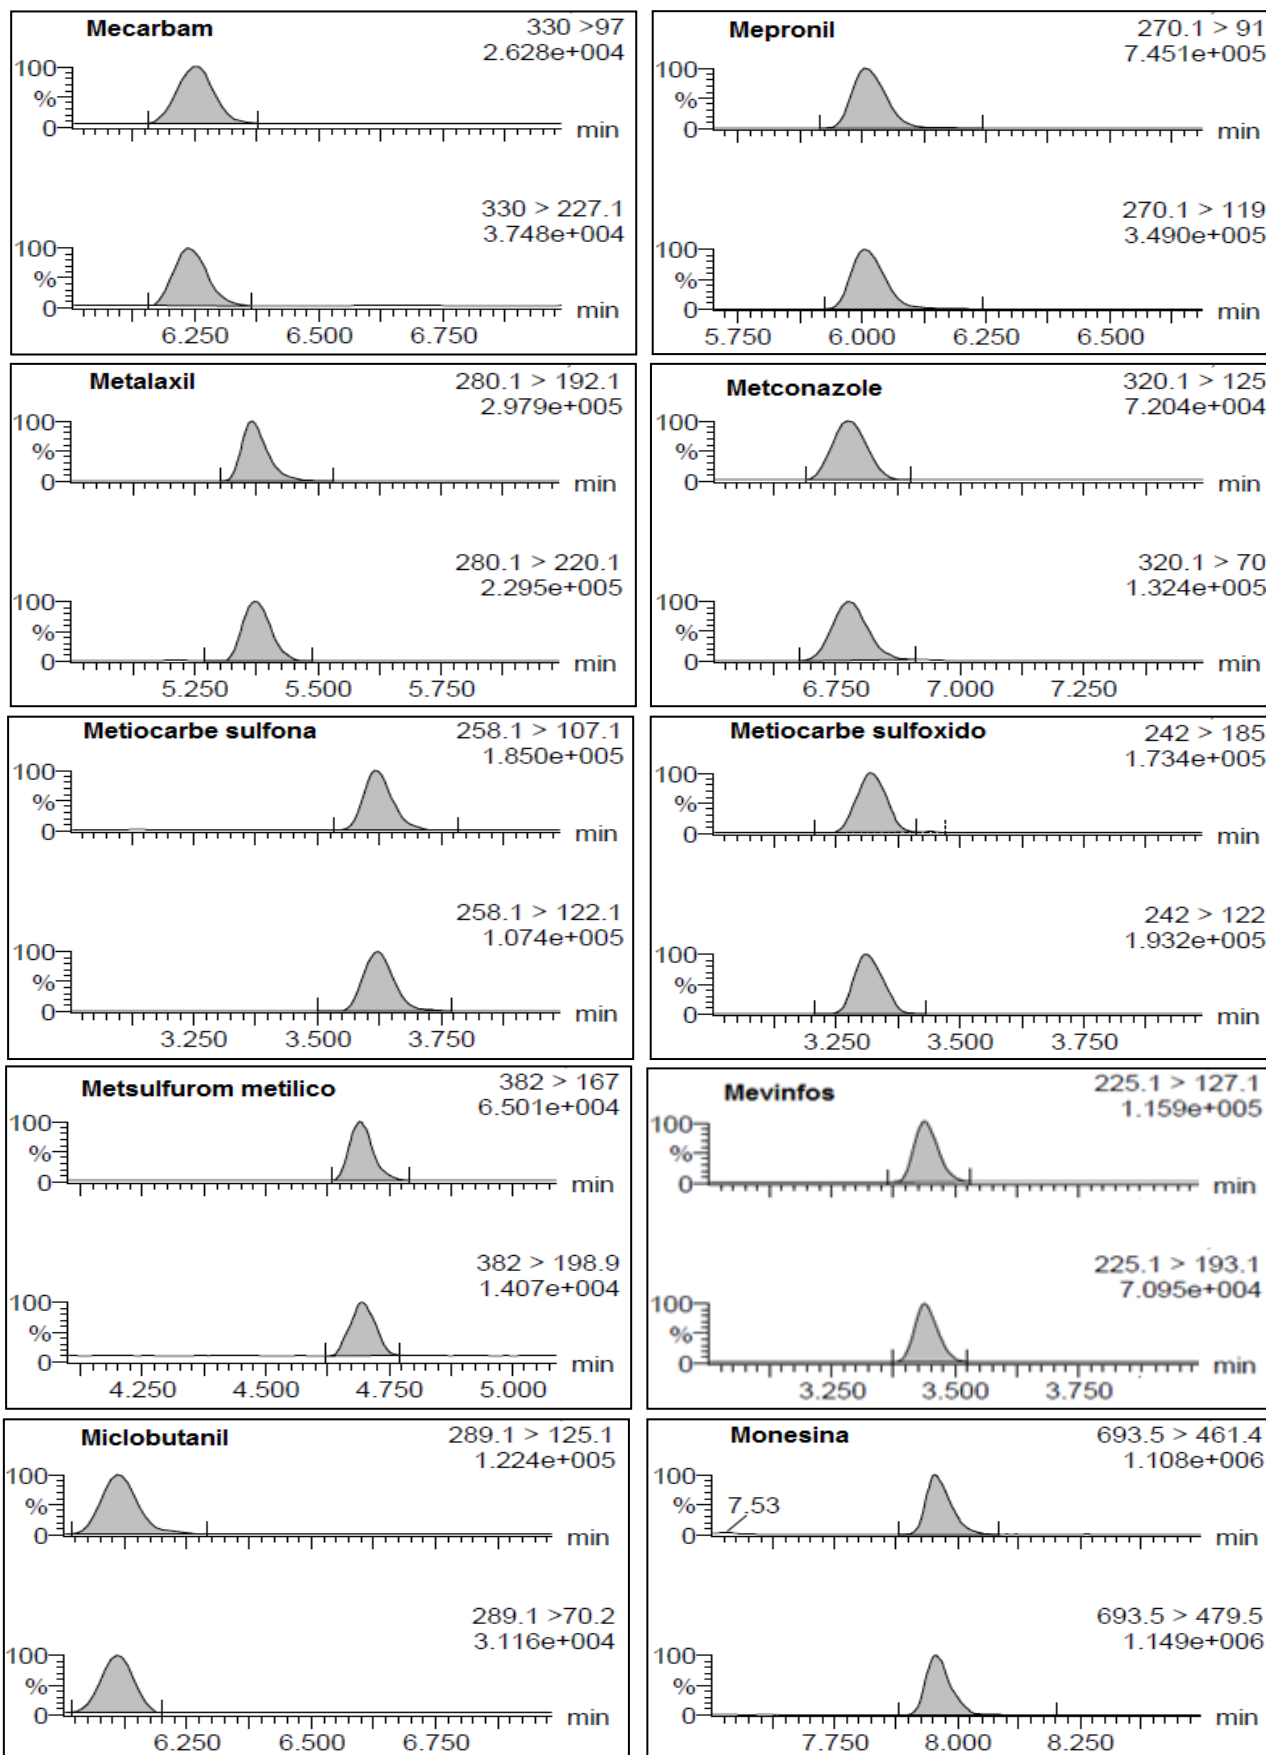 Mecarbam
330 >97
2.628e+004
100
%
0
min
330 > 227.1
3.748e+004
100
%
0
min
6.250 6.500 6.750
Mepronil
270.1 > 91
7.451e+005
100
%
0
min
270.1 > 119
3.490e+005
100
%
0
min
5.750 6.000 6.250 6.500
Metalaxil
280.1 > 192.1
2.979e+005
100
%
0
min
280.1 > 220.1
2.295e+005
100
%
0
min
5.250 5.500 5.750
Metconazole
320.1 > 125
7.204e+004
100
%
0
min
320.1 > 70
1.324e+005
100
%
0
min
6.750 7.000 7.250
Metiocarbe sulfona
258.1 > 107.1
1.850e+005
100
%
0
min
258.1 > 122.1
1.074e+005
100
%
0
min
3.250 3.500 3.750
Metiocarbe sulfoxido
242 > 185
1.734e+005
100
%
0
min
242 > 122
1.932e+005
100
%
0
min
3.250 3.500 3.750
Metsulfurom metilico
382 > 167
6.501e+004
100
%
0
min
382 > 198.9
1.407e+004
100
%
0
min
4.250 4.500 4.750 5.000
Mevinfos
225.1 > 127.1
1.159e+005
100
%
0
min
225.1 > 193.1
7.095e+004
100
%
0
min
3.250 3.500 3.750
Miclobutanil
289.1 > 125.1
1.224e+005
100
%
0
min
289.1 >70.2
3.116e+004
100
%
0
min
6.250 6.500 6.750
Monesina
693.5 > 461.4
1.108e+006
100
7.53
%
0
min
693.5 > 479.5
1.149e+006
100
%
0
min
7.750 8.000 8.250